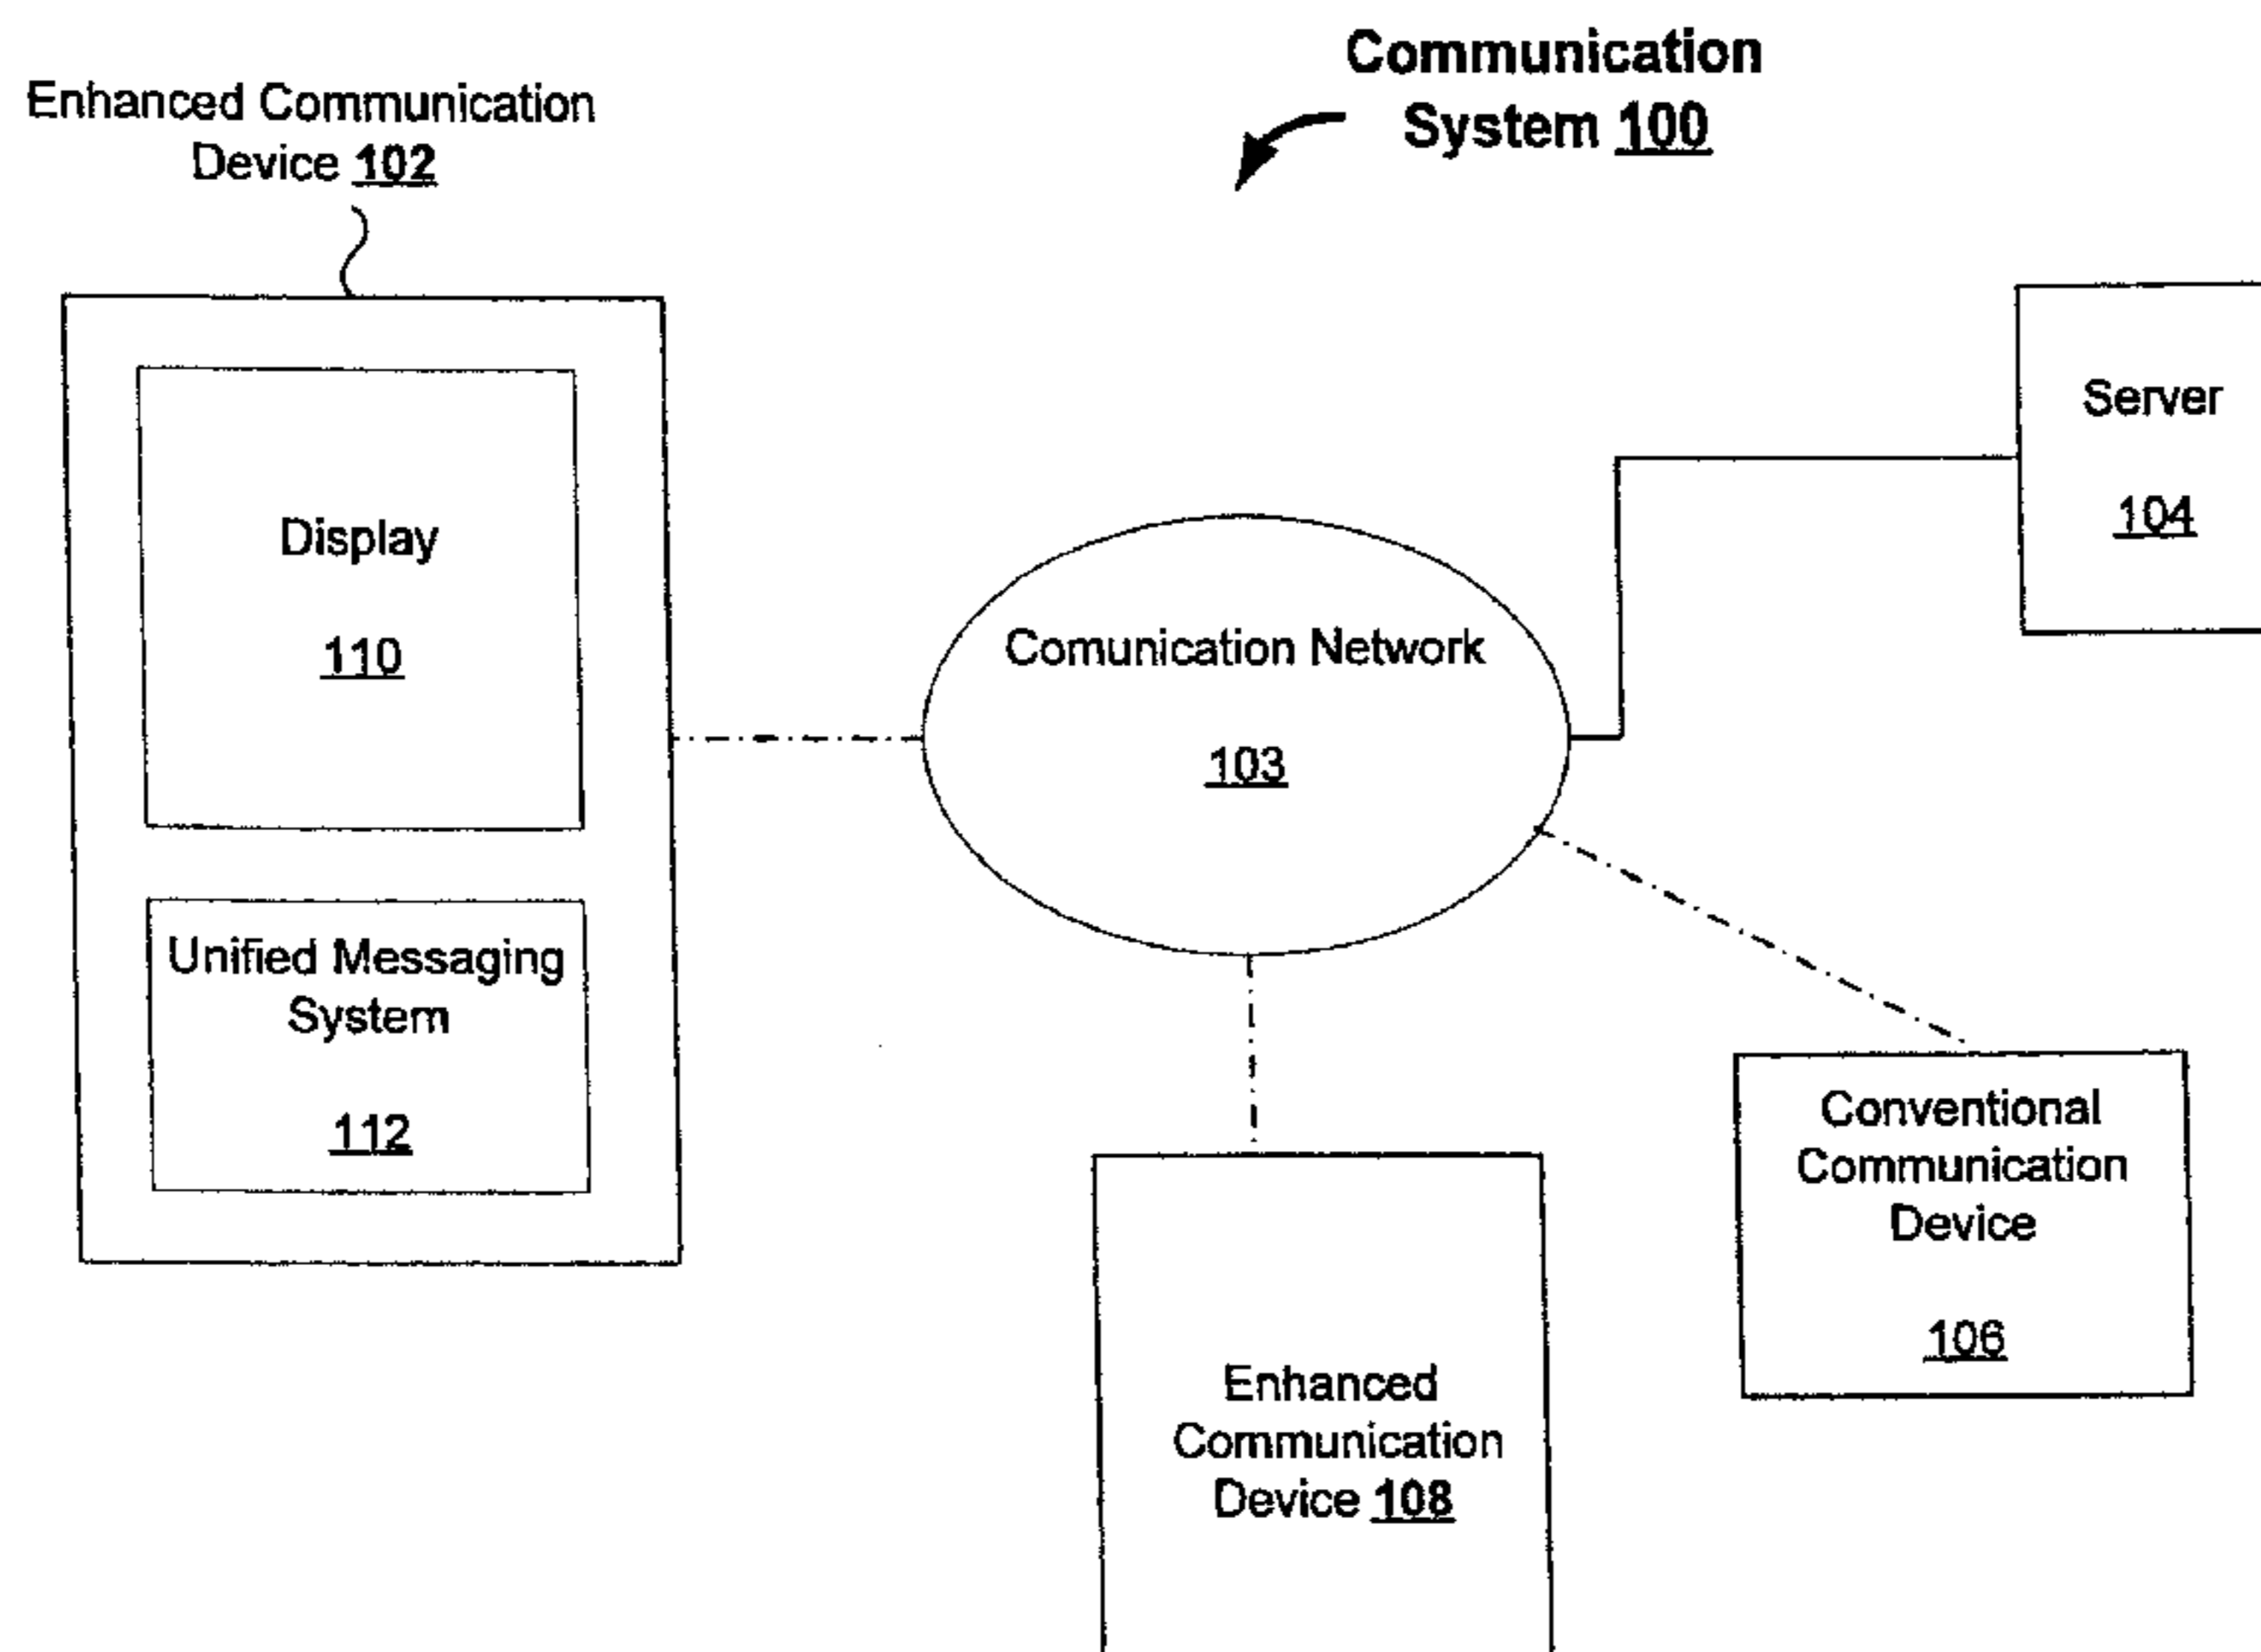 Communication
System 100
Enhanced Communication
Device 102
Display
110
Unified Messaging
System
112
Comunication Network
103
Server
104
Conventional
Communication
Device
106
Enhanced
Communication
Device 108